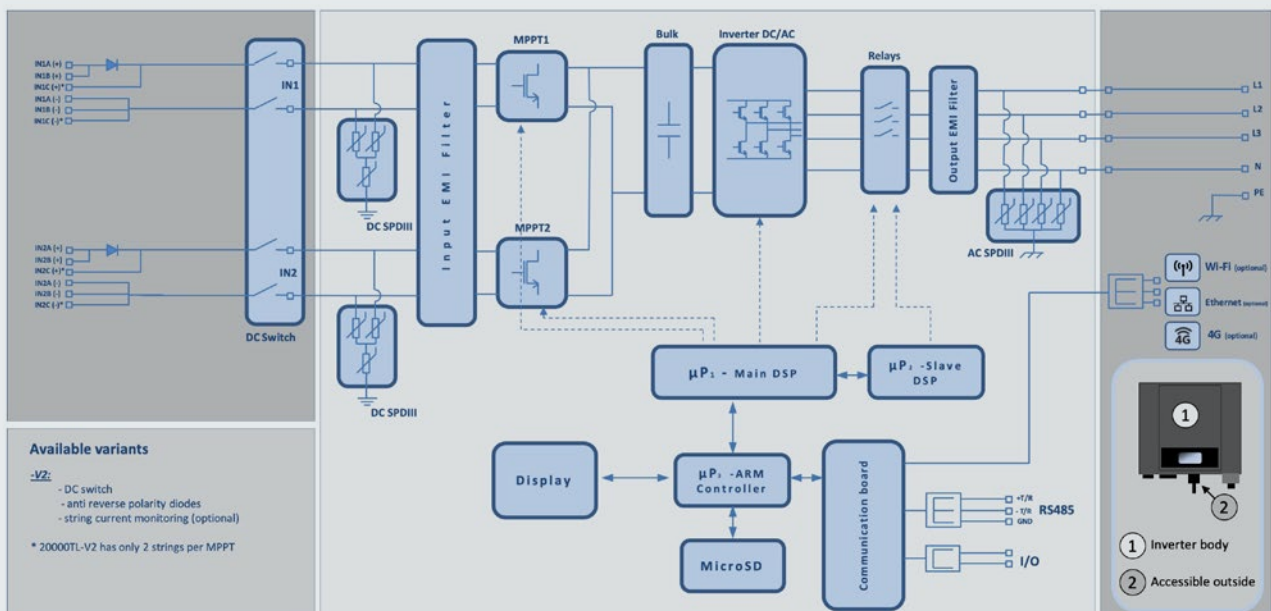 IN1A (+)
IN1B (+)
IN1C (+)*
IN1A (-)
IN1B (-)
IN1C (-)*
IN2A (+)
IN2B (+)
IN2C (+)*
IN2A (-)
IN2B (-)
IN2C (-)*
IN1
IN2
DC Switch
DC SPDIII
DC SPDIII
Input EMI Filter
MPPT1
MPPT2
Bulk
Inverter DC/AC
Relays
Output EMI Filter
AC SPDIII
L1
L2
L3
N
PE
Wi-Fi (optional)
Ethernet (optional)
4G
4G (optional)
µP₁ - Main DSP
µP₂ -Slave
DSP
Display
µP₃ -ARM
Controller
MicroSD
Communication board
+T/R
- T/R
GND
RS485
I/O
Available variants
-V2:
- DC switch
- anti reverse polarity diodes
- string current monitoring (optional)
* 20000TL-V2 has only 2 strings per MPPT
1
2
1 Inverter body
2 Accessible outside